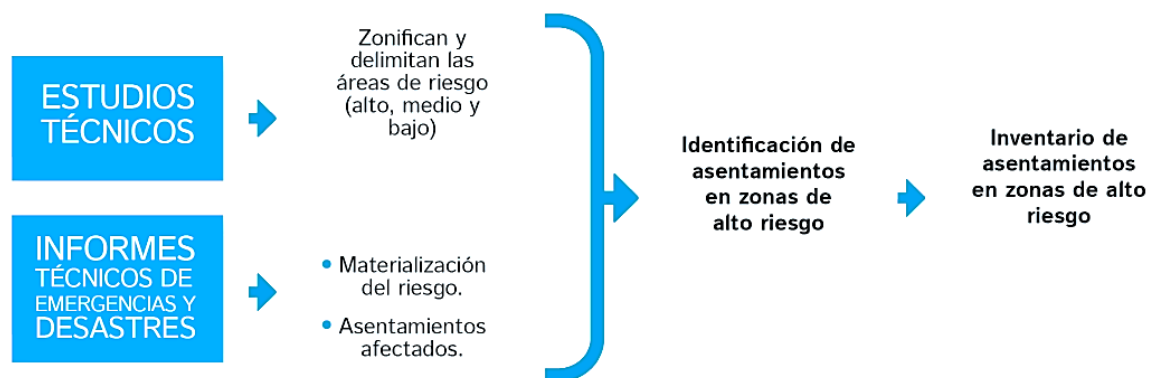 ESTUDIOS
TÉCNICOS
Zonifican y
delimitan las
áreas de riesgo
(alto, medio y
bajo)
INFORMES
TÉCNICOS DE
EMERGENCIAS Y
DESASTRES
• Materialización
del riesgo.
• Asentamientos
afectados.
Identificación de
asentamientos
en zonas de
alto riesgo
Inventario de
asentamientos
en zonas de alto
riesgo